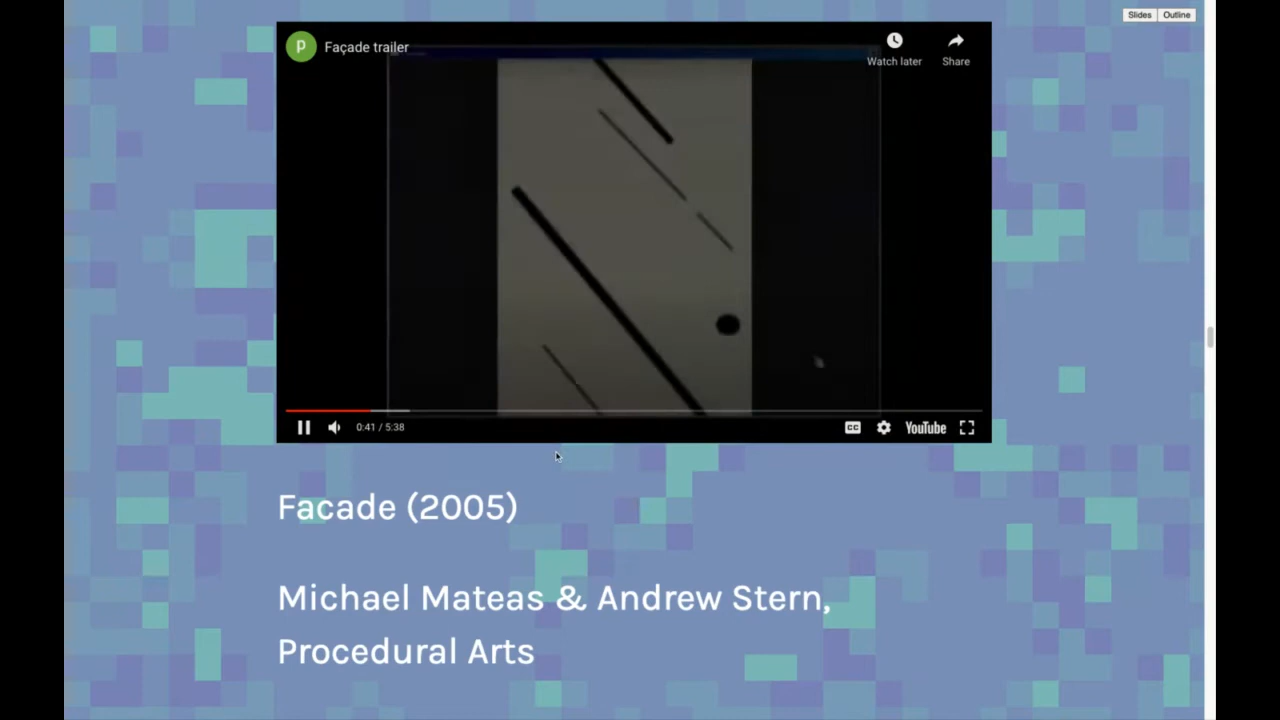 Slides Outline
P Façade trailer
Watch later Share
0:41 / 5:38 CC YouTube
Facade (2005)
Michael Mateas & Andrew Stern,
Procedural Arts